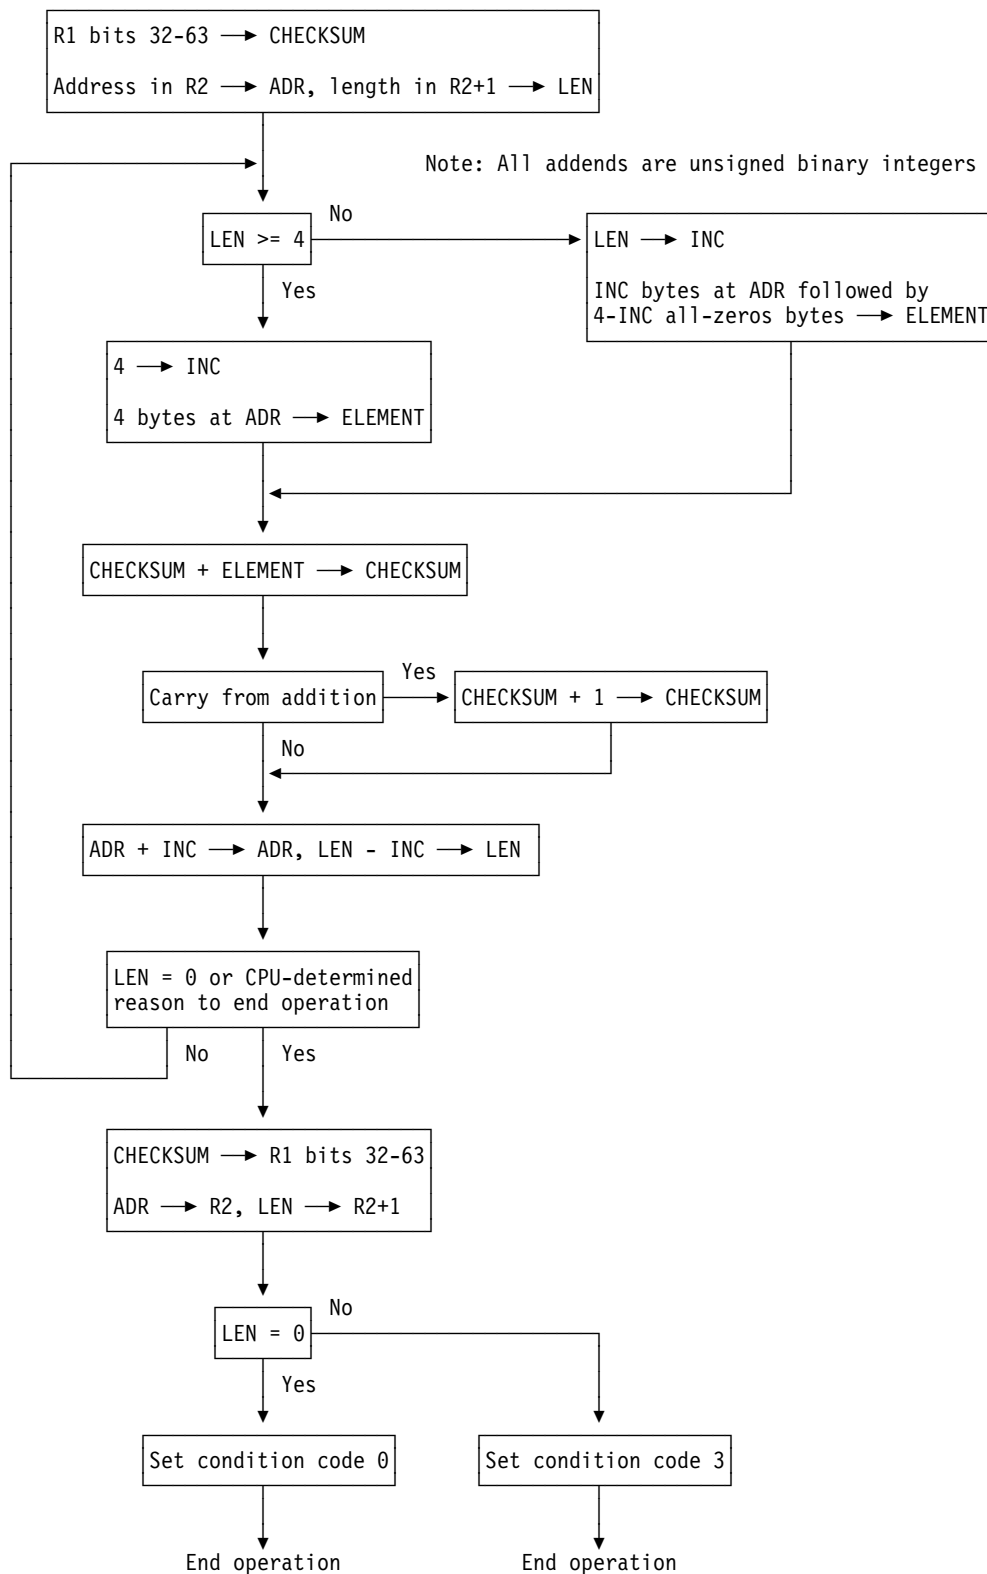 R1 bits 32-63 → CHECKSUM
Address in R2 → ADR, length in R2+1 → LEN
Note: All addends are unsigned binary integers
No
LEN >= 4
LEN → INC
Yes
INC bytes at ADR followed by
4-INC all-zeros bytes → ELEMENT
4 → INC
4 bytes at ADR → ELEMENT
CHECKSUM + ELEMENT → CHECKSUM
Yes
Carry from addition
CHECKSUM + 1 → CHECKSUM
No
ADR + INC → ADR, LEN - INC → LEN
LEN = 0 or CPU-determined
reason to end operation
No
Yes
CHECKSUM → R1 bits 32-63
ADR → R2, LEN → R2+1
No
LEN = 0
Yes
Set condition code 0
Set condition code 3
End operation
End operation